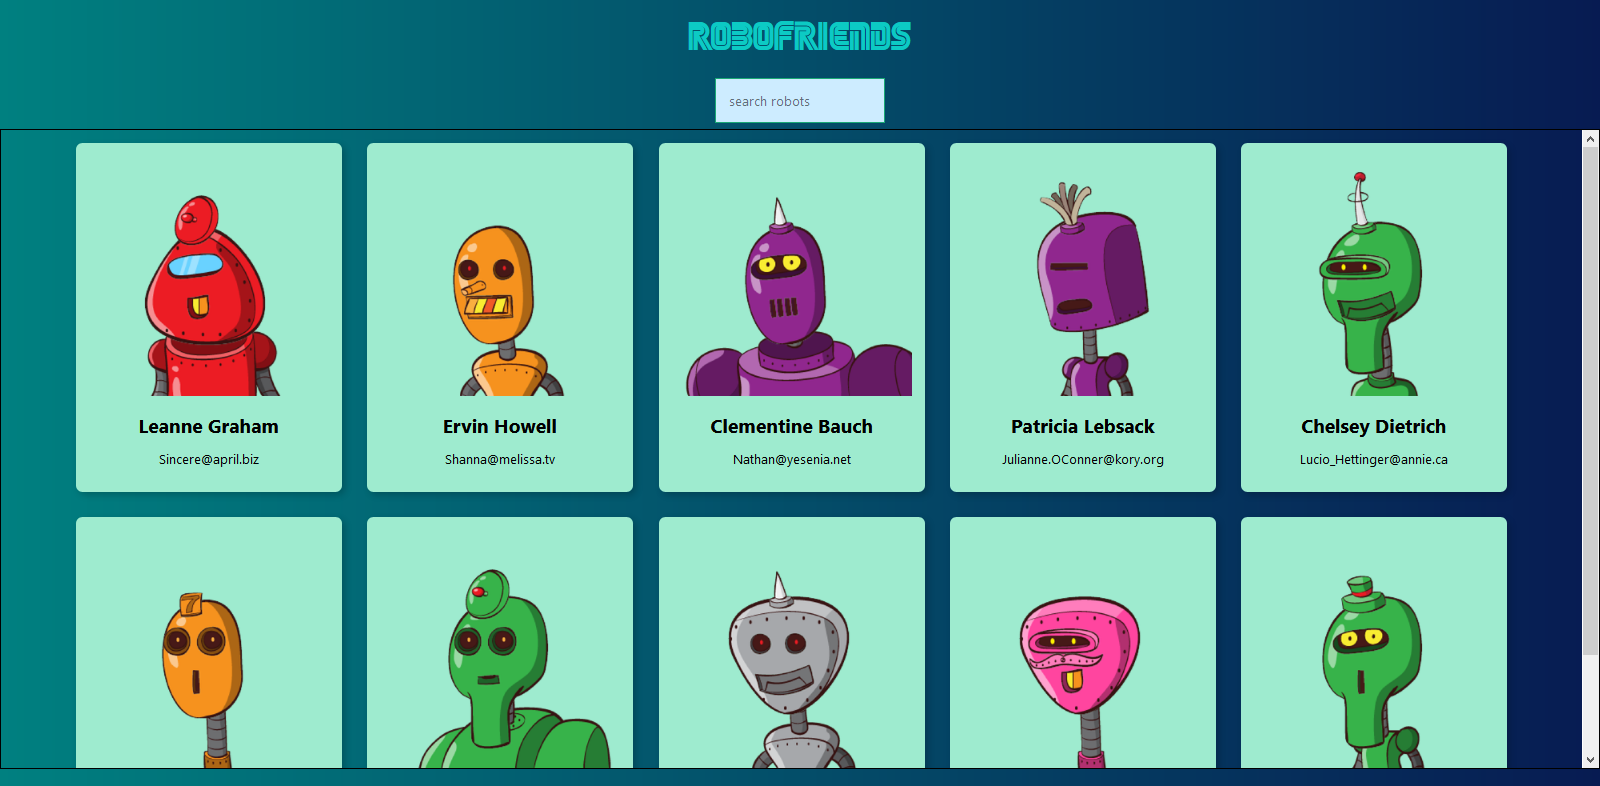 ROBOFRIENDS
search robots
Leanne Graham
Sincere@april.biz
Ervin Howell
Shanna@melissa.tv
Clementine Bauch
Nathan@yesenia.net
Patricia Lebsack
Julianne.OConner@kory.org
Chelsey Dietrich
Lucio_Hettinger@annie.ca
7